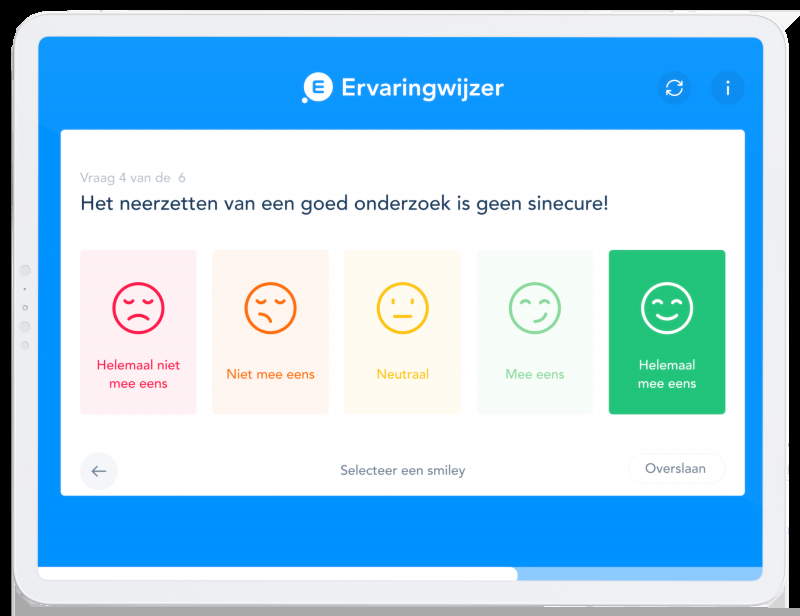 Ervaringwijzer
Vraag 4 van de 6
Het neerzetten van een goed onderzoek is geen sinecure!
Helemaal niet
mee eens
Niet mee eens
Neutraal
Mee eens
Helemaal
mee eens
Selecteer een smiley
Overslaan